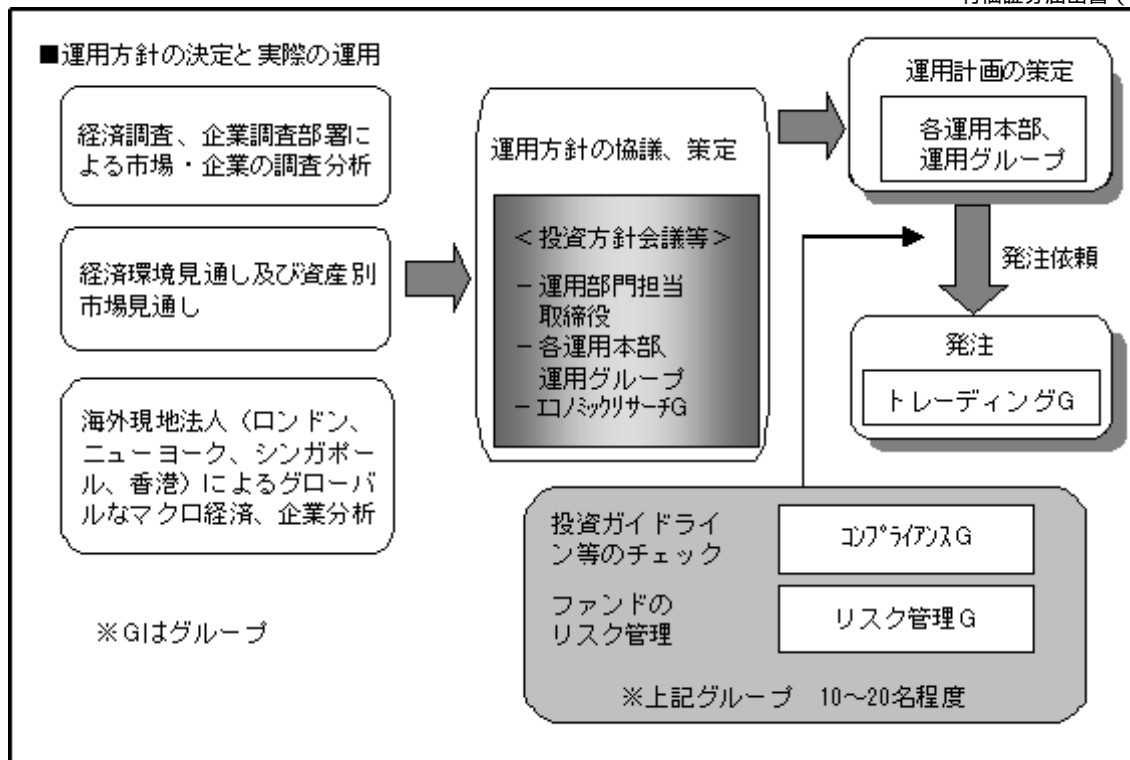 ■運用方針の決定と実際の運用
経済調査、企業調査部署に
よる市場・企業の調査分析
経済環境見通し及び資産別
市場見通し
海外現地法人（ロンドン、
ニューヨーク、シンガポー
ル、香港）によるグローバ
ルなマクロ経済、企業分析
※Gはグループ
運用方針の協議、策定
＜投資方針会議等＞
－運用部門担当
取締役
－各運用本部、
運用グループ
－ｴｺﾉﾐｯｸﾘｻｰﾁG
運用計画の策定
各運用本部、
運用グループ
発注依頼
発注
トレーディングG
投資ガイドライ
ン等のチェック
ｺﾝﾌﾟﾗｲｱﾝｽG
ファンドの
リスク管理
リスク管理G
※上記グループ　10～20名程度